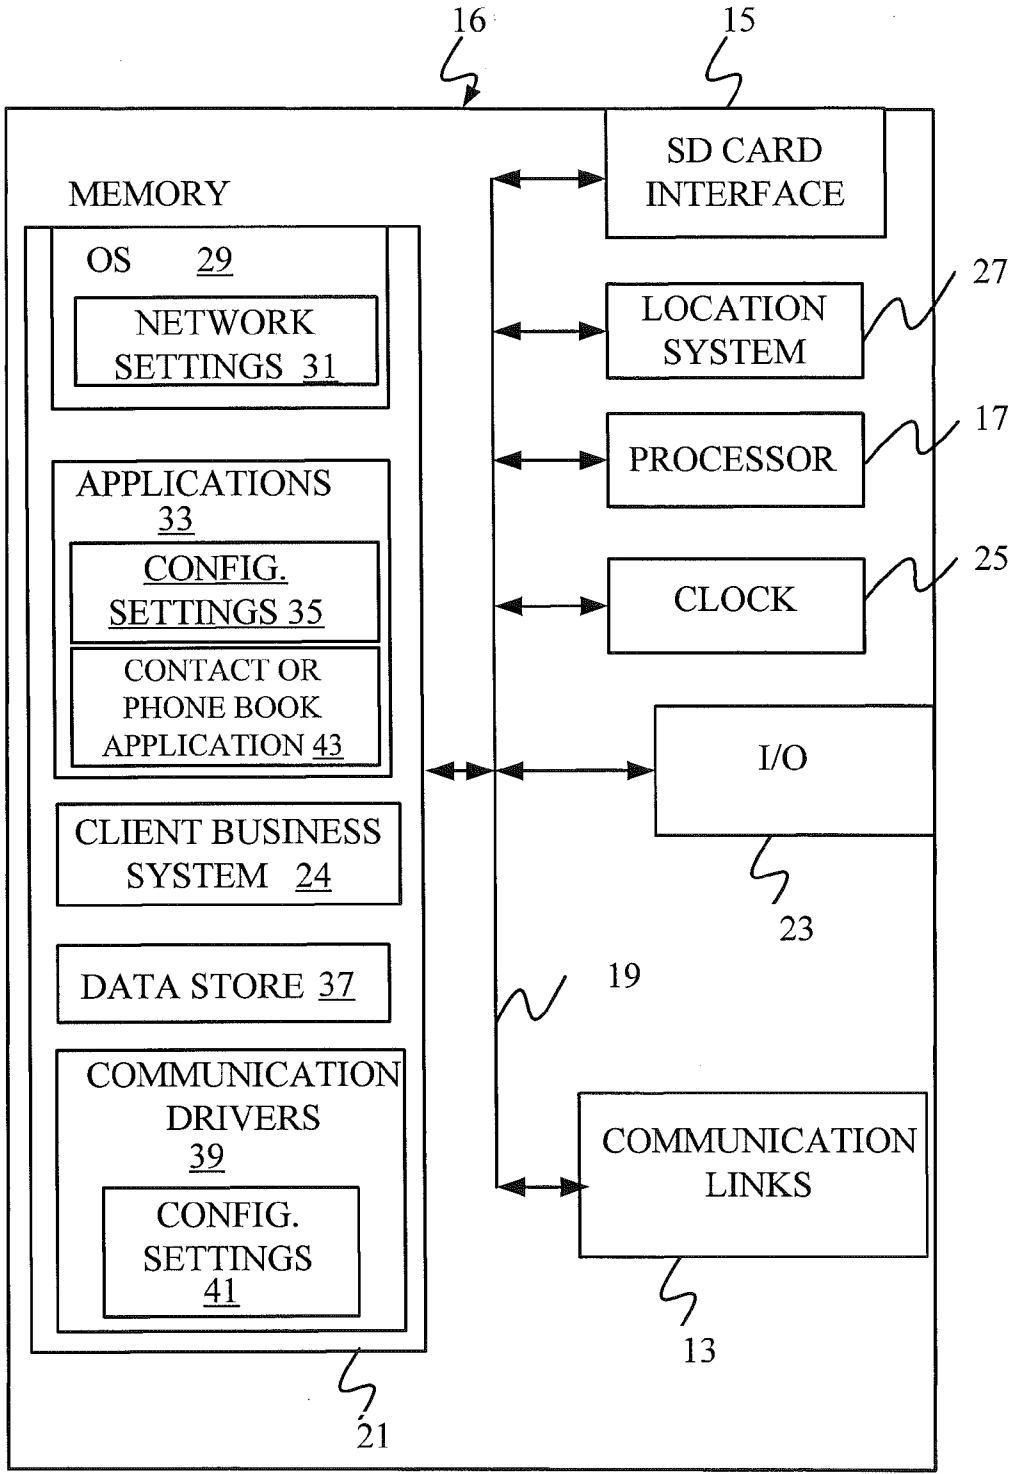 16
15
SD CARD
INTERFACE
MEMORY
OS 29
NETWORK
SETTINGS 31
27
LOCATION
SYSTEM
17
PROCESSOR
APPLICATIONS
33
CONFIG.
SETTINGS 35
25
CLOCK
CONTACT OR
PHONE BOOK
APPLICATION 43
I/O
23
CLIENT BUSINESS
SYSTEM 24
DATA STORE 37
19
COMMUNICATION
DRIVERS
39
CONFIG.
SETTINGS
41
COMMUNICATION
LINKS
13
21